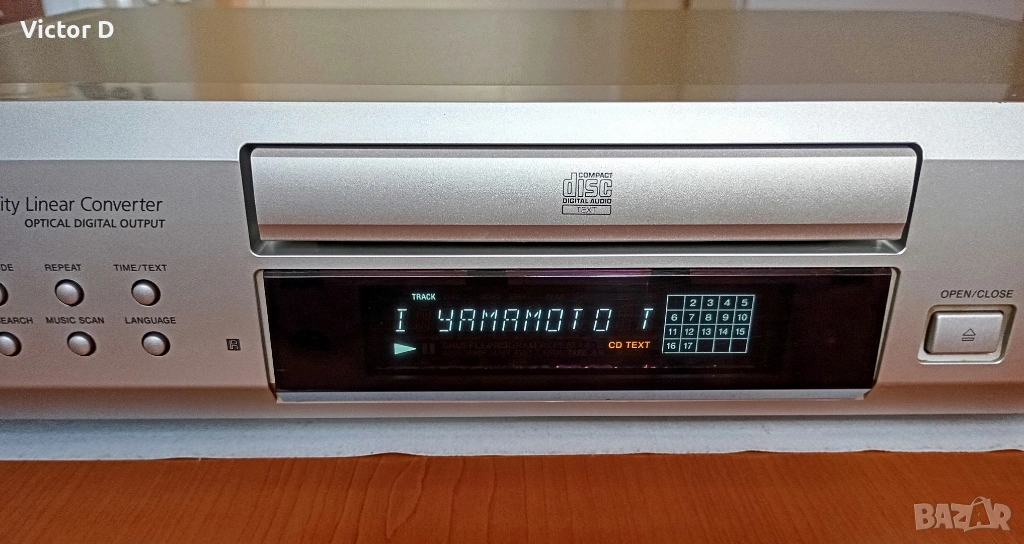 Victor D
COMPACT
disc
DIGITAL AUDIO
TEXT
ity Linear Converter
OPTICAL DIGITAL OUTPUT
DE REPEAT TIME/TEXT
EARCH MUSIC SCAN LANGUAGE
TRACK
I YAMAMOTO T
CD TEXT
2 3 4 5
6 7 8 9 10
11 12 13 14 15
16 17
OPEN/CLOSE
BAZAR